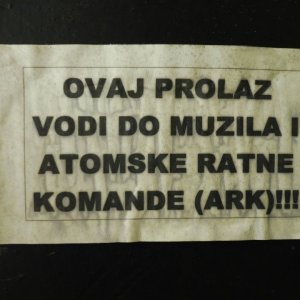 OVAJ PROLAZ
VODI DO MUZILA I
ATOMSKE RATNE
KOMANDE (ARK)!!!